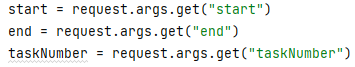 start = request.args.get("start")
end = request.args.get("end")
taskNumber = request.args.get("taskNumber")